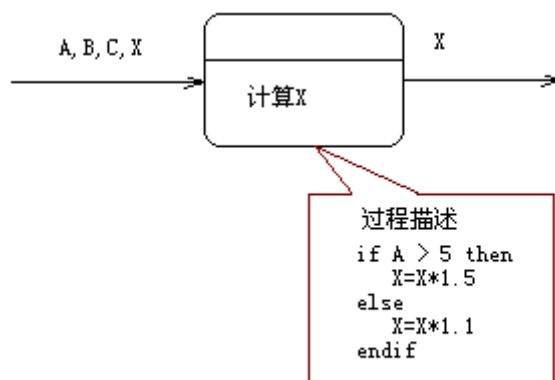 A, B, C, X
X
计算X
过程描述
if A > 5 then
X=X*1.5
else
X=X*1.1
endif